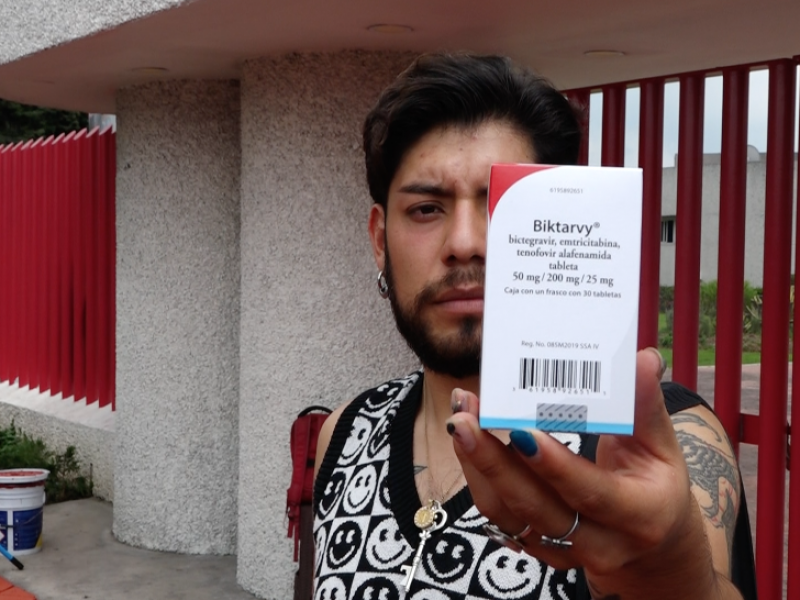 6195892651
Biktarvy®
bictegravir, emtricitabina,
tenofovir alafenamida
tableta
50 mg / 200 mg / 25 mg
Caja con un frasco con 30 tabletas
Reg. No. 085M2019 SSA IV